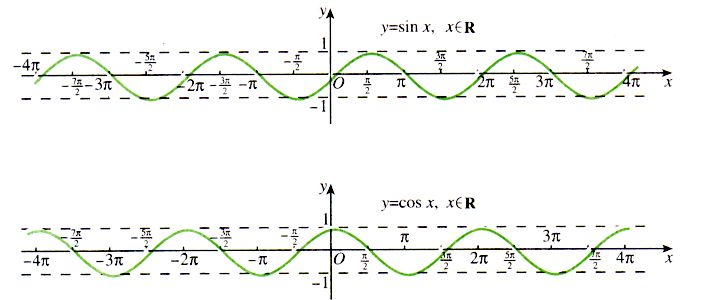 y
y=sin x, x∈R
1
−4π −5π/2 −π/2 3π/2 7π/2
−7π/2 −3π −2π −3π/2 −π O π/2 π 2π 5π/2 3π 4π x
−1
y
y=cos x, x∈R
1
−7π/2 −5π/2 −3π/2 −π/2 π 3π
−4π −3π −2π −π O π/2 3π/2 2π 5π/2 7π/2 4π x
−1